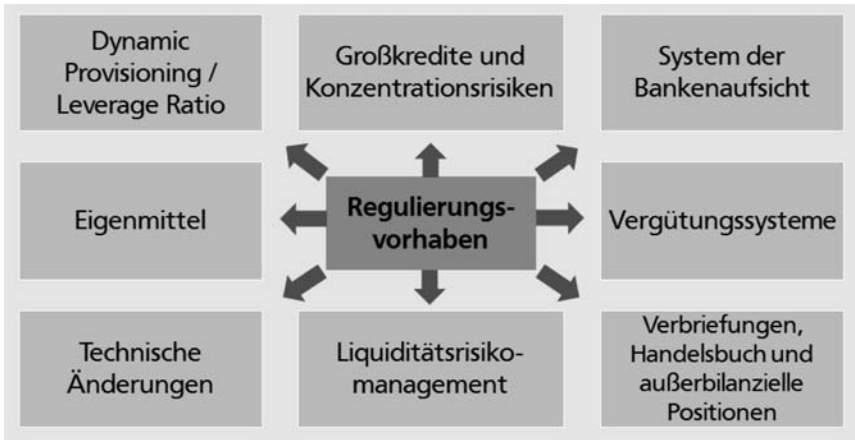 Dynamic
Provisioning /
Leverage Ratio
Großkredite und
Konzentrationsrisiken
System der
Bankenaufsicht
Eigenmittel
Regulierungs-
vorhaben
Vergütungssysteme
Technische
Änderungen
Liquiditätsrisiko-
management
Verbriefungen,
Handelsbuch und
außerbilanzielle
Positionen